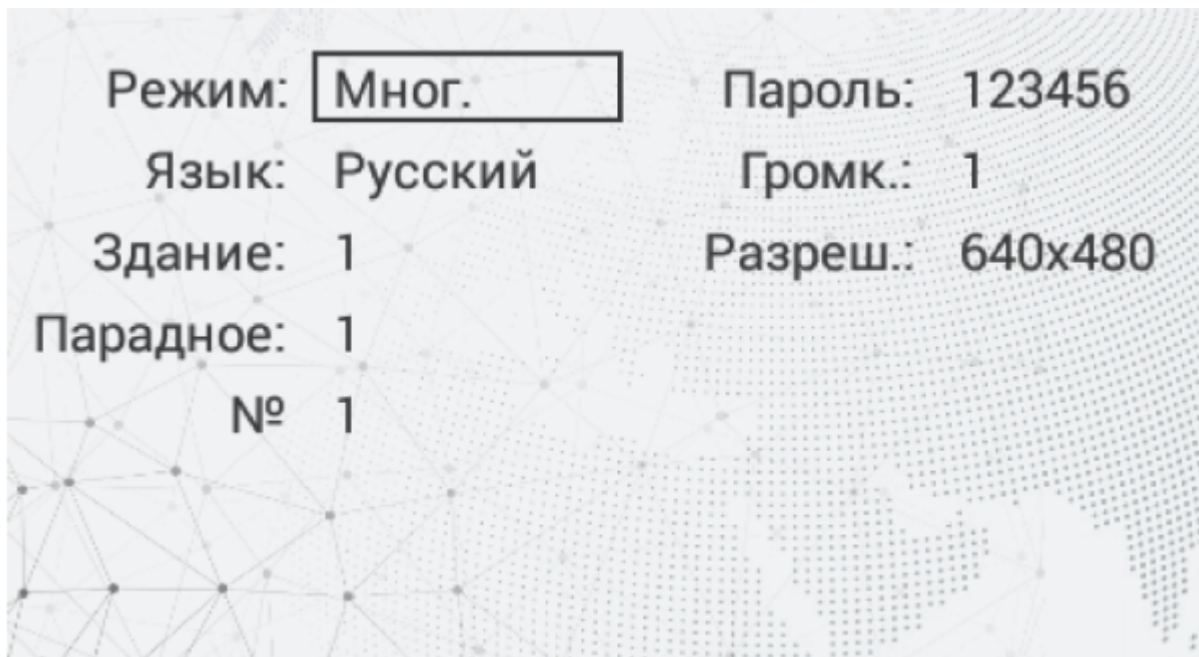 Режим: Мног.
Язык: Русский
Здание: 1
Парадное: 1
№ 1
Пароль: 123456
Громк.: 1
Разреш.: 640x480